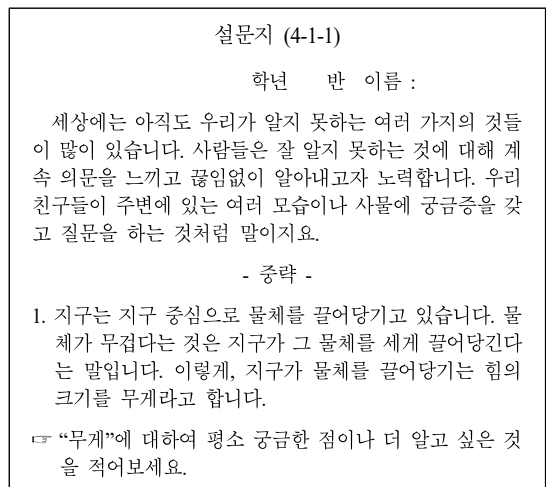 설문지 (4-1-1)
학년 반 이름 :
세상에는 아직도 우리가 알지 못하는 여러 가지의 것들
이 많이 있습니다. 사람들은 잘 알지 못하는 것에 대해 계
속 의문을 느끼고 끊임없이 알아내고자 노력합니다. 우리
친구들이 주변에 있는 여러 모습이나 사물에 궁금증을 갖
고 질문을 하는 것처럼 말이지요.
- 중략 -
1. 지구는 지구 중심으로 물체를 끌어당기고 있습니다. 물
체가 무겁다는 것은 지구가 그 물체를 세게 끌어당긴다
는 말입니다. 이렇게, 지구가 물체를 끌어당기는 힘의
크기를 무게라고 합니다.
☞ “무게”에 대하여 평소 궁금한 점이나 더 알고 싶은 것
을 적어보세요.